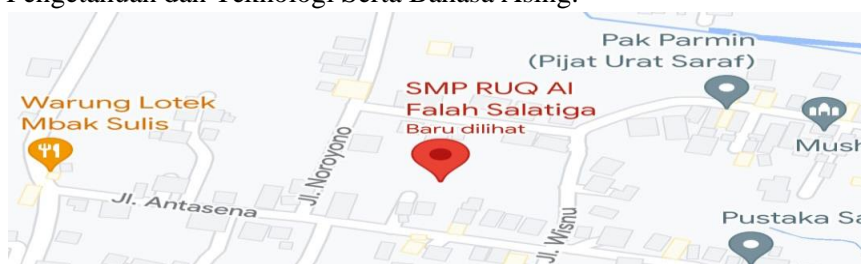 Pengetahuan dan Teknologi Serta Bahasa Asing.
Pak Parmin
(Pijat Urat Saraf)
SMP RUQ Al
Falah Salatiga
Baru dilihat
Warung Lotek
Mbak Sulis
Jl. Noroyono
Mush
Jl. Antasena
Jl. Wisnu
Pustaka Sa